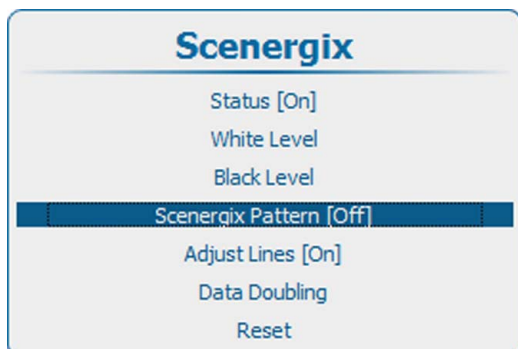 Scenergix
Status [On]
White Level
Black Level
Scenergix Pattern [Off]
Adjust Lines [On]
Data Doubling
Reset